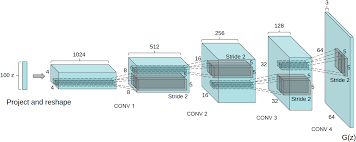 3
128
256
512
1024
Stride 2
64
5
5
100 z
4
4
8
8
16
16
32
32
5
5
5
5
Stride 2
Stride 2
64
Project and reshape
CONV 1
CONV 2
CONV 3
CONV 4
G(z)